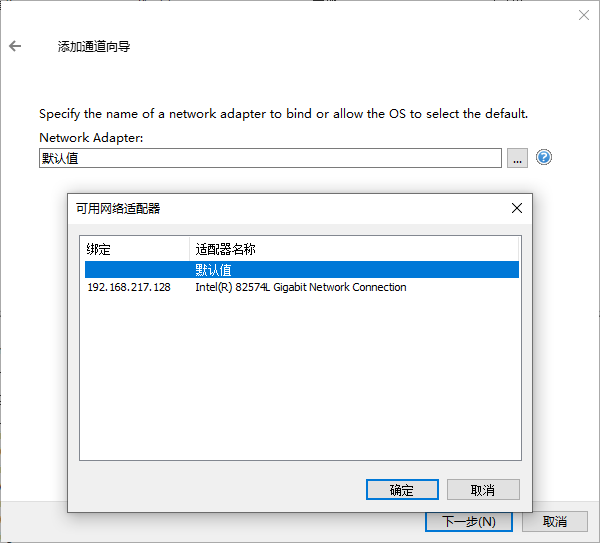 添加通道向导
Specify the name of a network adapter to bind or allow the OS to select the default.
Network Adapter:
默认值
...
?
可用网络适配器
绑定 适配器名称
默认值
192.168.217.128 Intel(R) 82574L Gigabit Network Connection
确定 取消
下一步(N) 取消